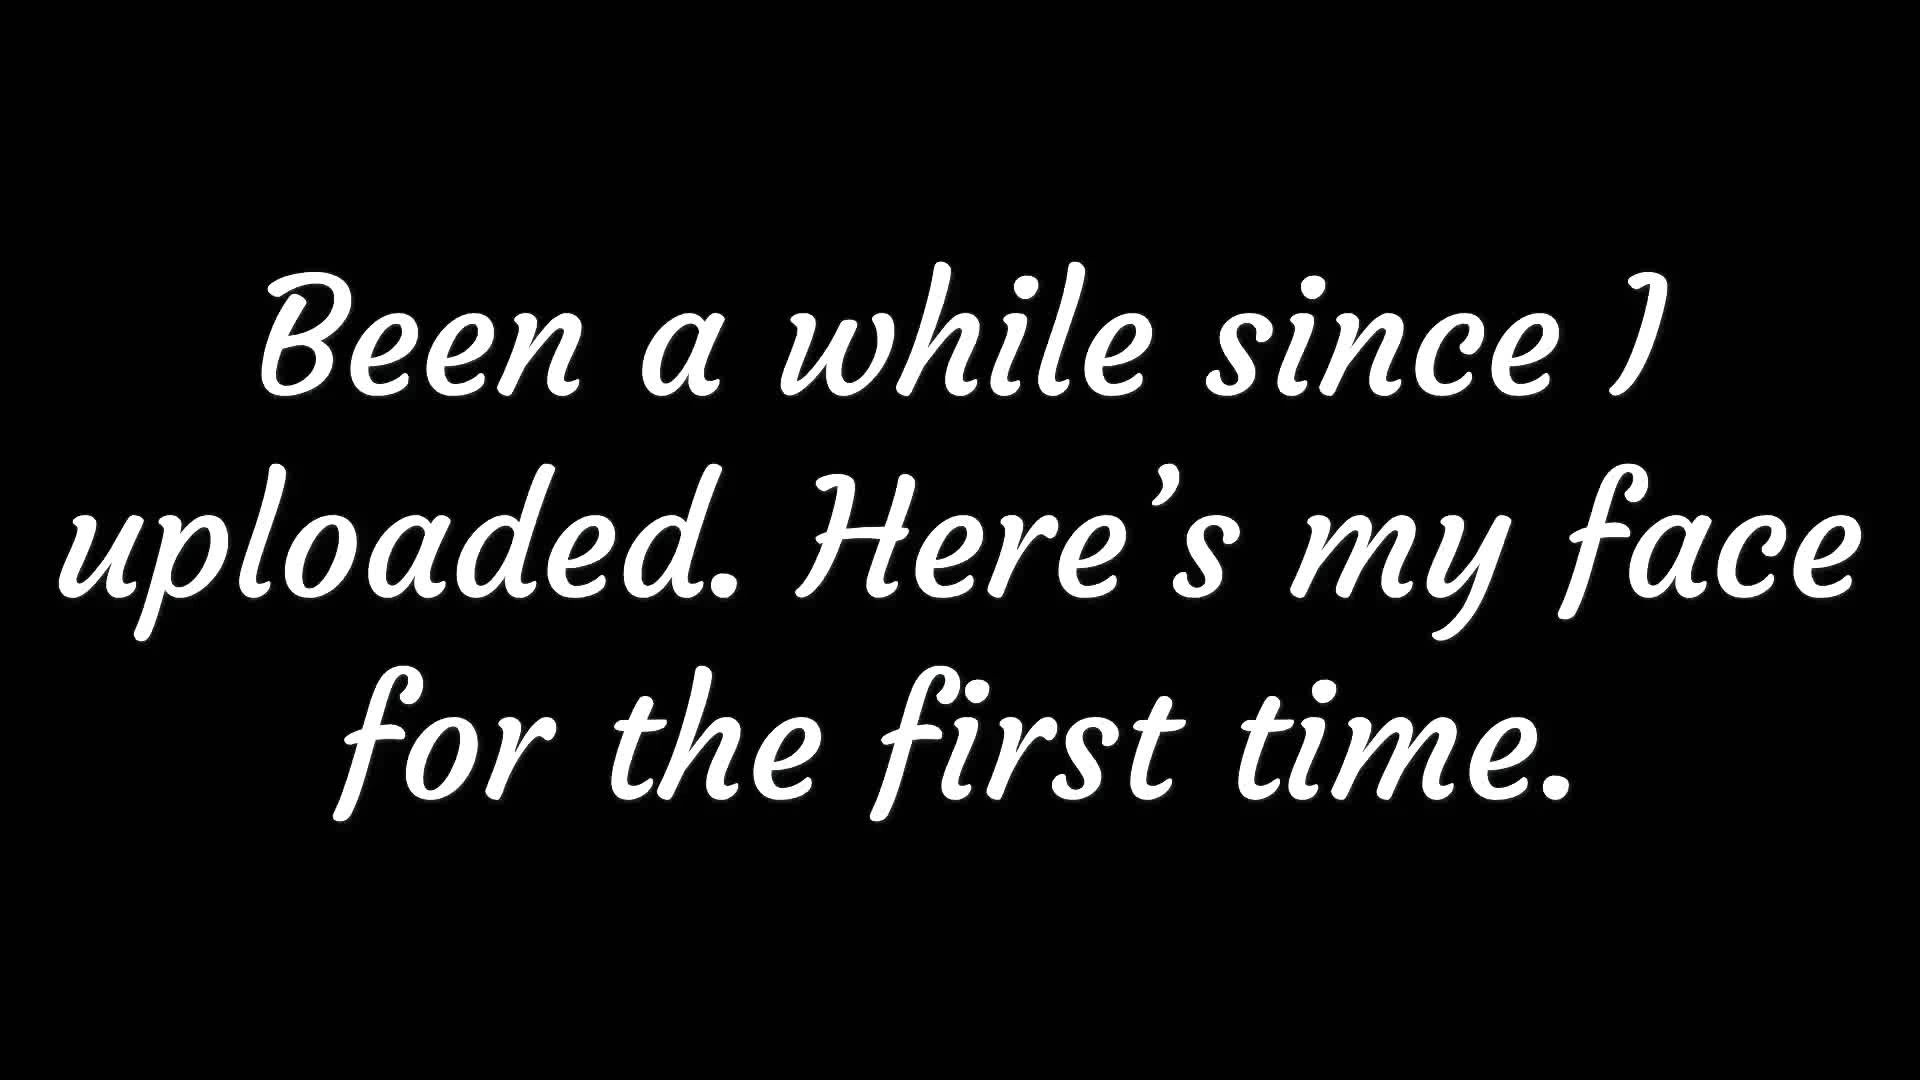 Been a while since I
uploaded. Here’s my face
for the first time.